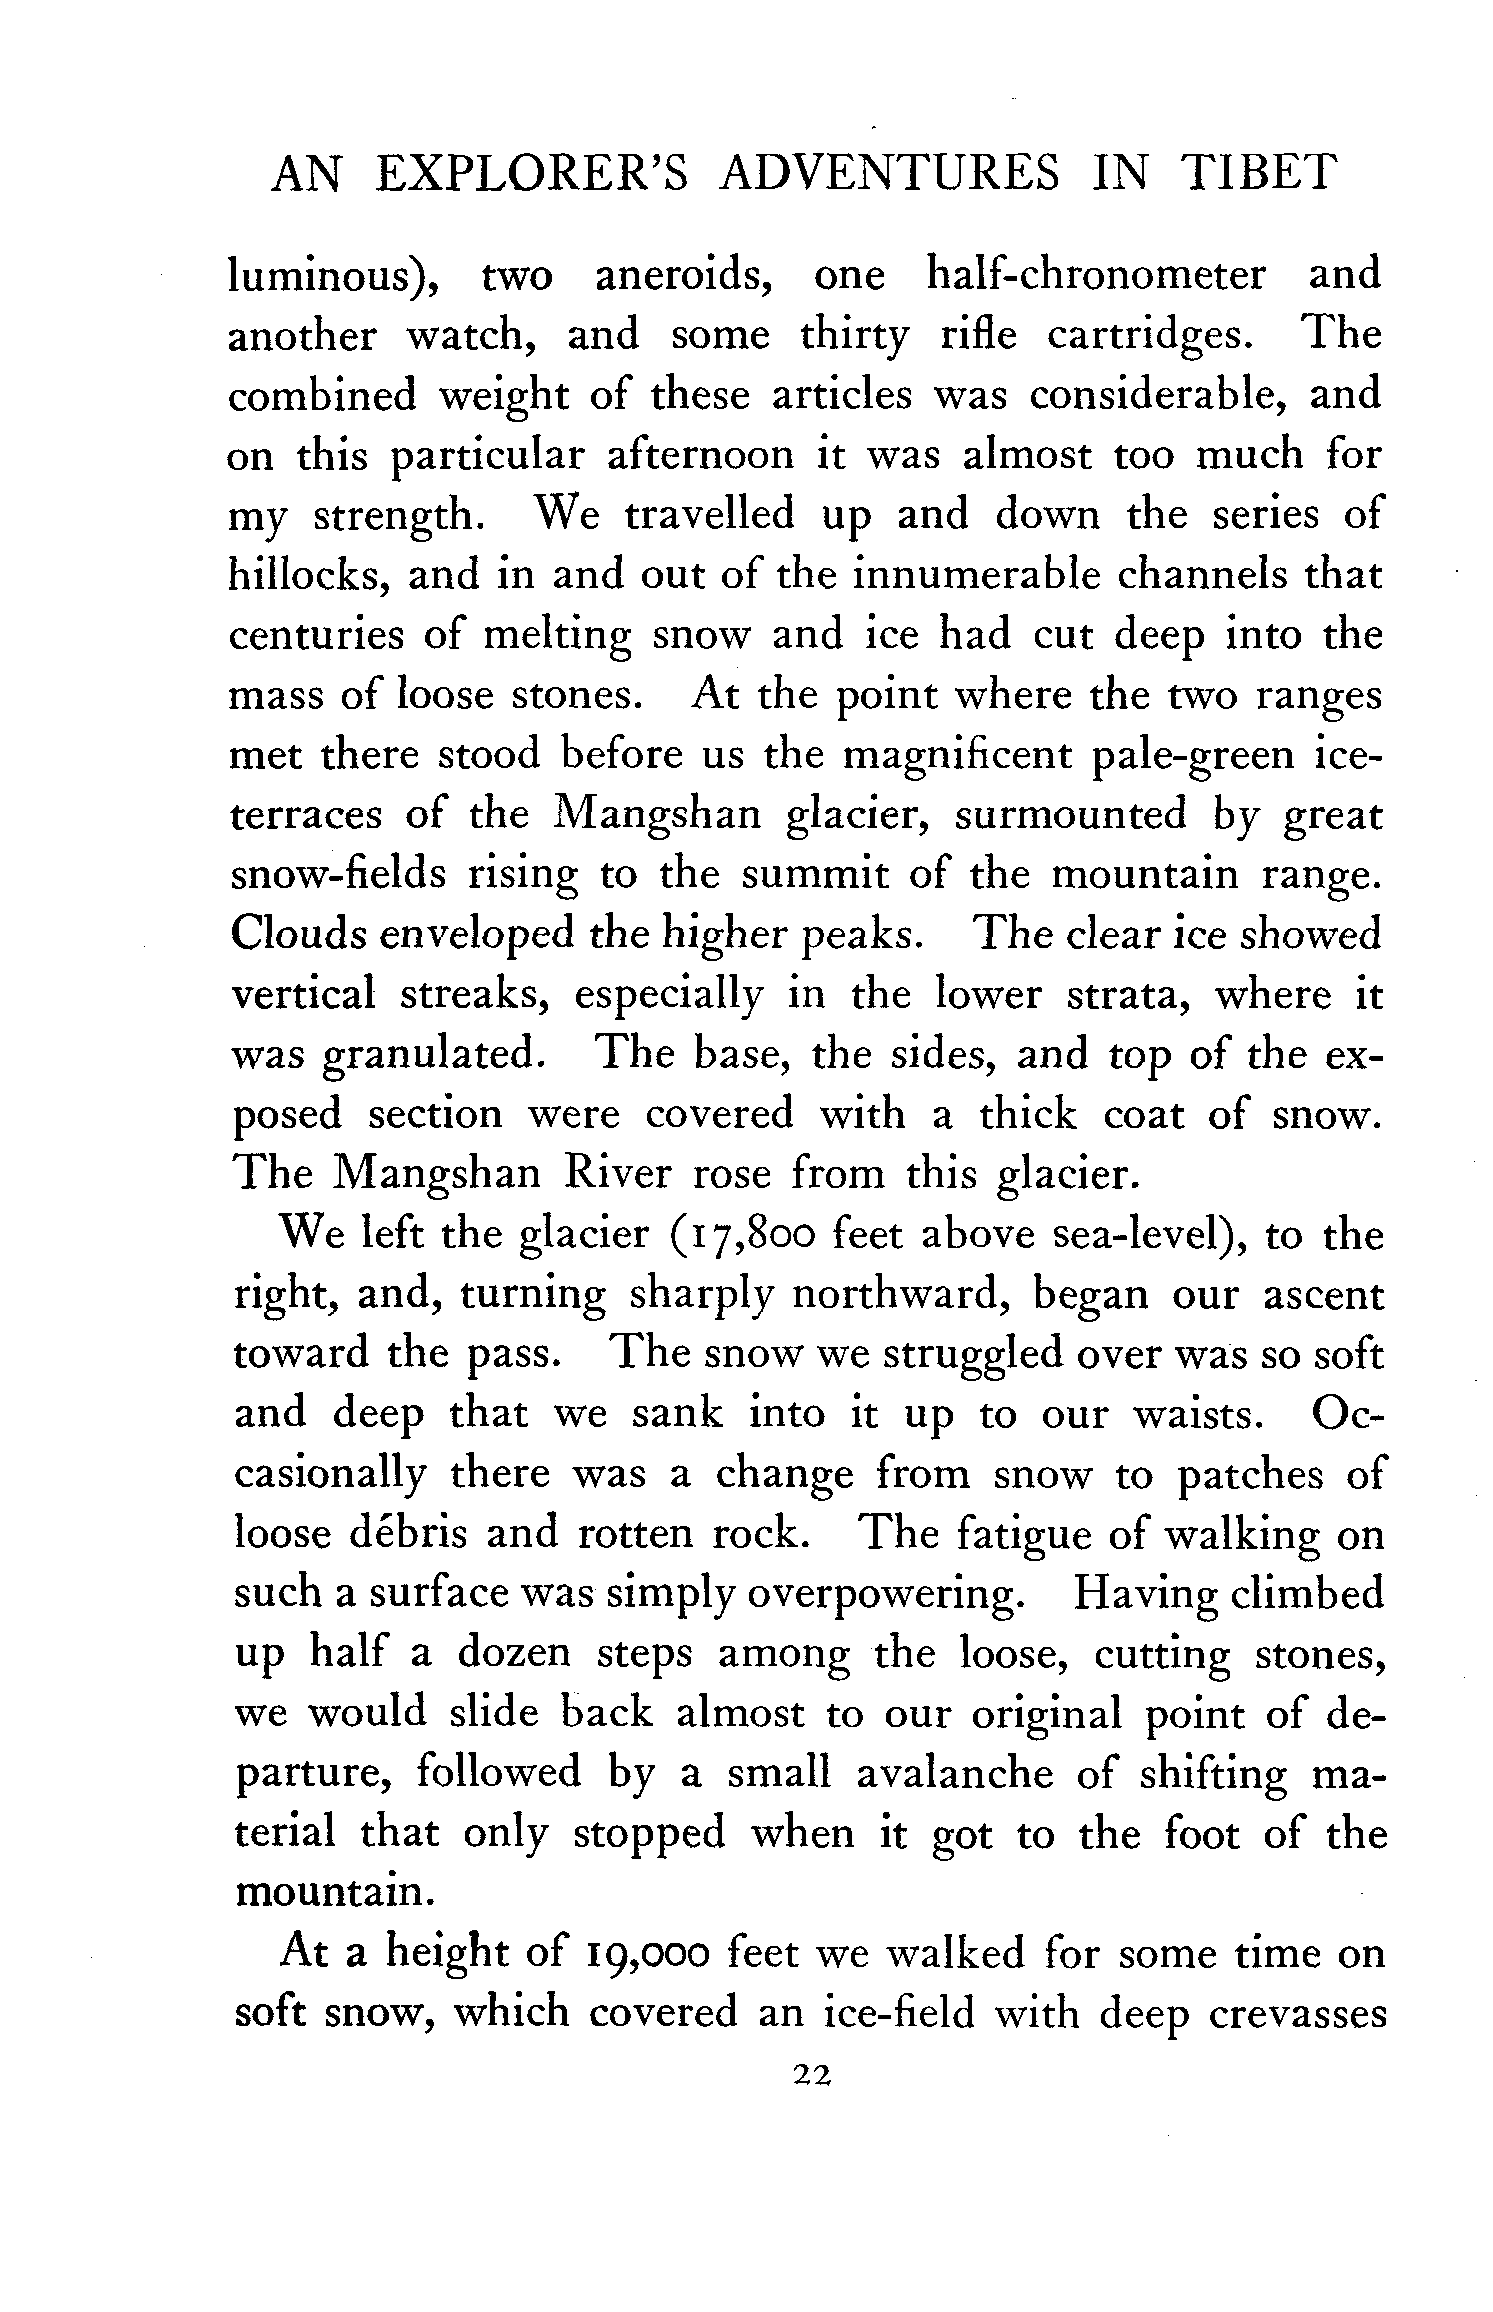 AN EXPLORER'S ADVENTURES IN TIBET
luminous), two aneroids, one half-chronometer and
another watch, and some thirty rifle cartridges. The
combined weight of these articles was considerable, and
on this particular afternoon it was almost too much for
my strength. We travelled up and down the series of
hillocks, and in and out of the innumerable channels that
centuries of melting snow and ice had cut deep into the
mass of loose stones. At the point where the two ranges
met there stood before us the magnificent pale-green ice-
terraces of the Mangshan glacier, surmounted by great
snow-fields rising to the summit of the mountain range.
Clouds enveloped the higher peaks. The clear ice showed
vertical streaks, especially in the lower strata, where it
was granulated. The base, the sides, and top of the ex-
posed section were covered with a thick coat of snow.
The Mangshan River rose from this glacier.
We left the glacier (17,800 feet above sea-level), to the
right, and, turning sharply northward, began our ascent
toward the pass. The snow we struggled over was so soft
and deep that we sank into it up to our waists. Oc-
casionally there was a change from snow to patches of
loose débris and rotten rock. The fatigue of walking on
such a surface was simply overpowering. Having climbed
up half a dozen steps among the loose, cutting stones,
we would slide back almost to our original point of de-
parture, followed by a small avalanche of shifting ma-
terial that only stopped when it got to the foot of the
mountain.
At a height of 19,000 feet we walked for some time on
soft snow, which covered an ice-field with deep crevasses
22